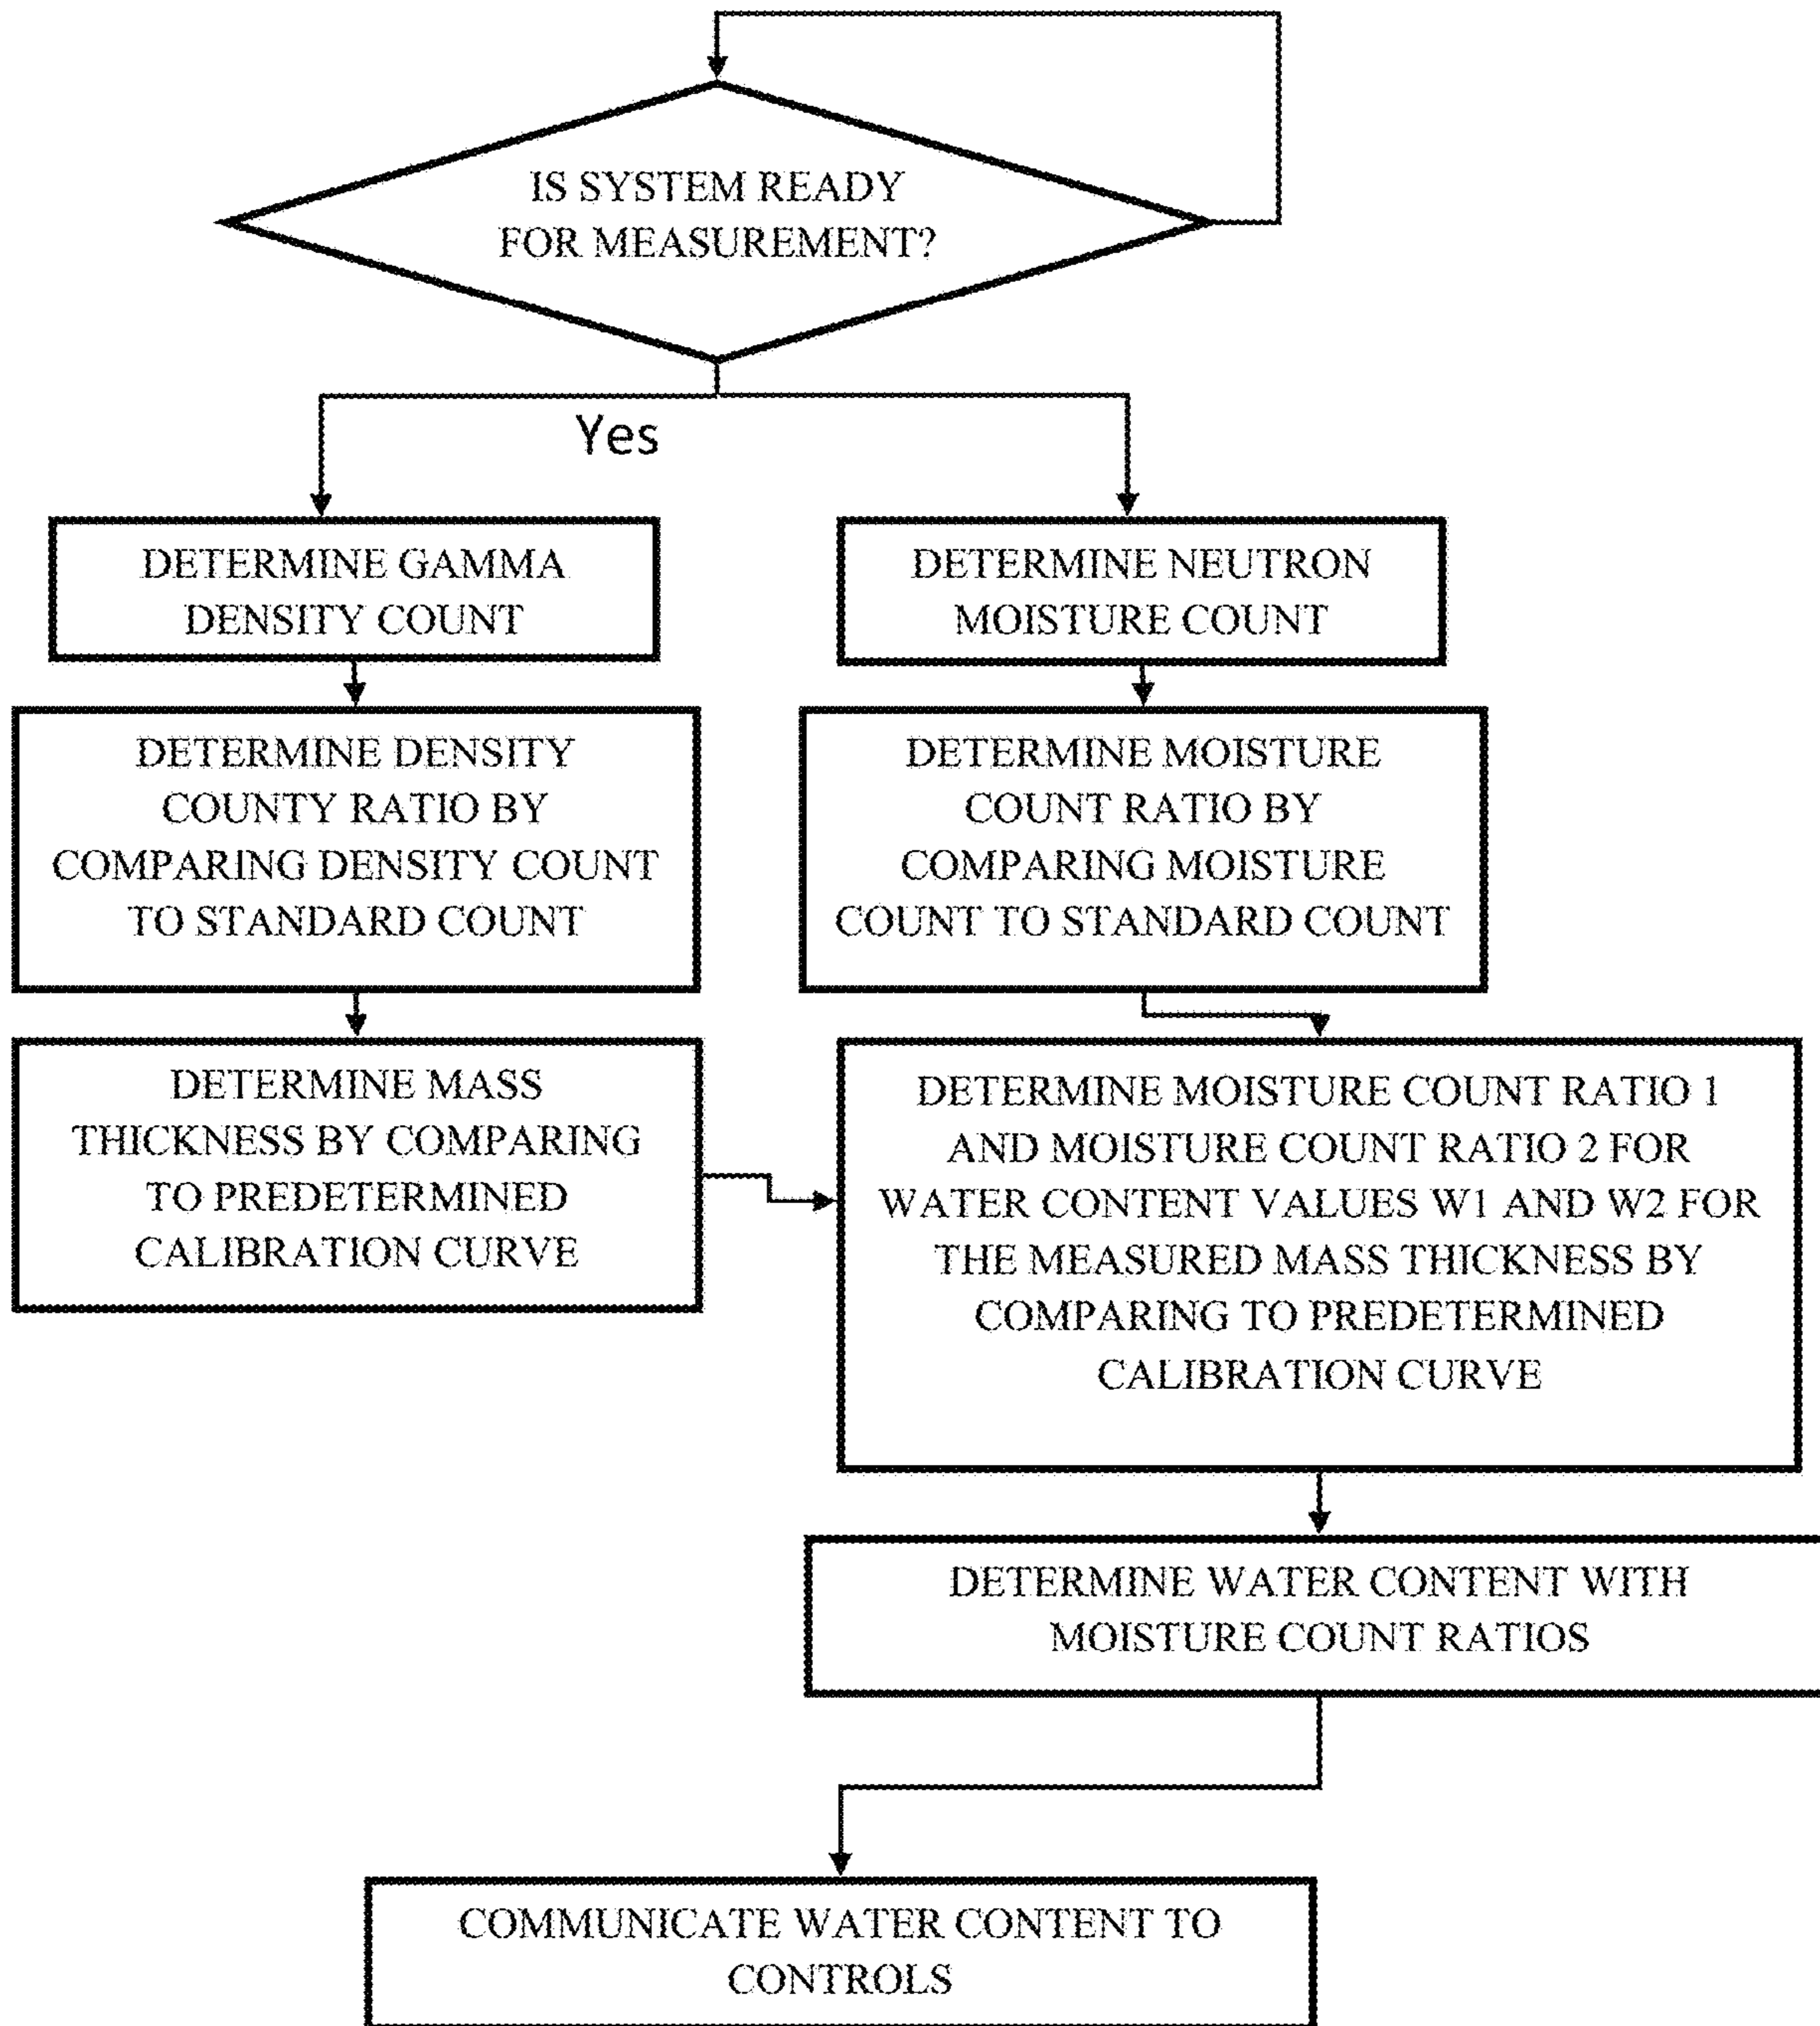 IS SYSTEM READY
FOR MEASUREMENT?
Yes
DETERMINE GAMMA
DENSITY COUNT
DETERMINE NEUTRON
MOISTURE COUNT
DETERMINE DENSITY
COUNTY RATIO BY
COMPARING DENSITY COUNT
TO STANDARD COUNT
DETERMINE MOISTURE
COUNT RATIO BY
COMPARING MOISTURE
COUNT TO STANDARD COUNT
DETERMINE MASS
THICKNESS BY COMPARING
TO PREDETERMINED
CALIBRATION CURVE
DETERMINE MOISTURE COUNT RATIO 1
AND MOISTURE COUNT RATIO 2 FOR
WATER CONTENT VALUES W1 AND W2 FOR
THE MEASURED MASS THICKNESS BY
COMPARING TO PREDETERMINED
CALIBRATION CURVE
DETERMINE WATER CONTENT WITH
MOISTURE COUNT RATIOS
COMMUNICATE WATER CONTENT TO
CONTROLS